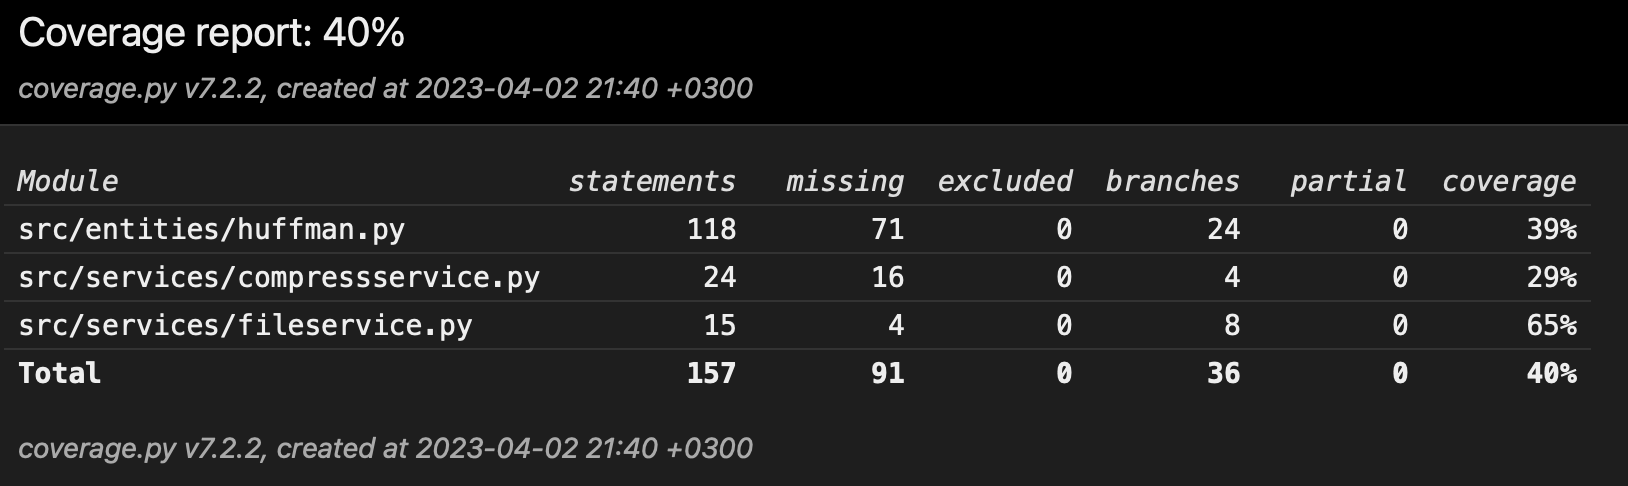 Coverage report: 40%
coverage.py v7.2.2, created at 2023-04-02 21:40 +0300
Module statements missing excluded branches partial coverage
src/entities/huffman.py 118 71 0 24 0 39%
src/services/compressservice.py 24 16 0 4 0 29%
src/services/fileservice.py 15 4 0 8 0 65%
Total 157 91 0 36 0 40%
coverage.py v7.2.2, created at 2023-04-02 21:40 +0300